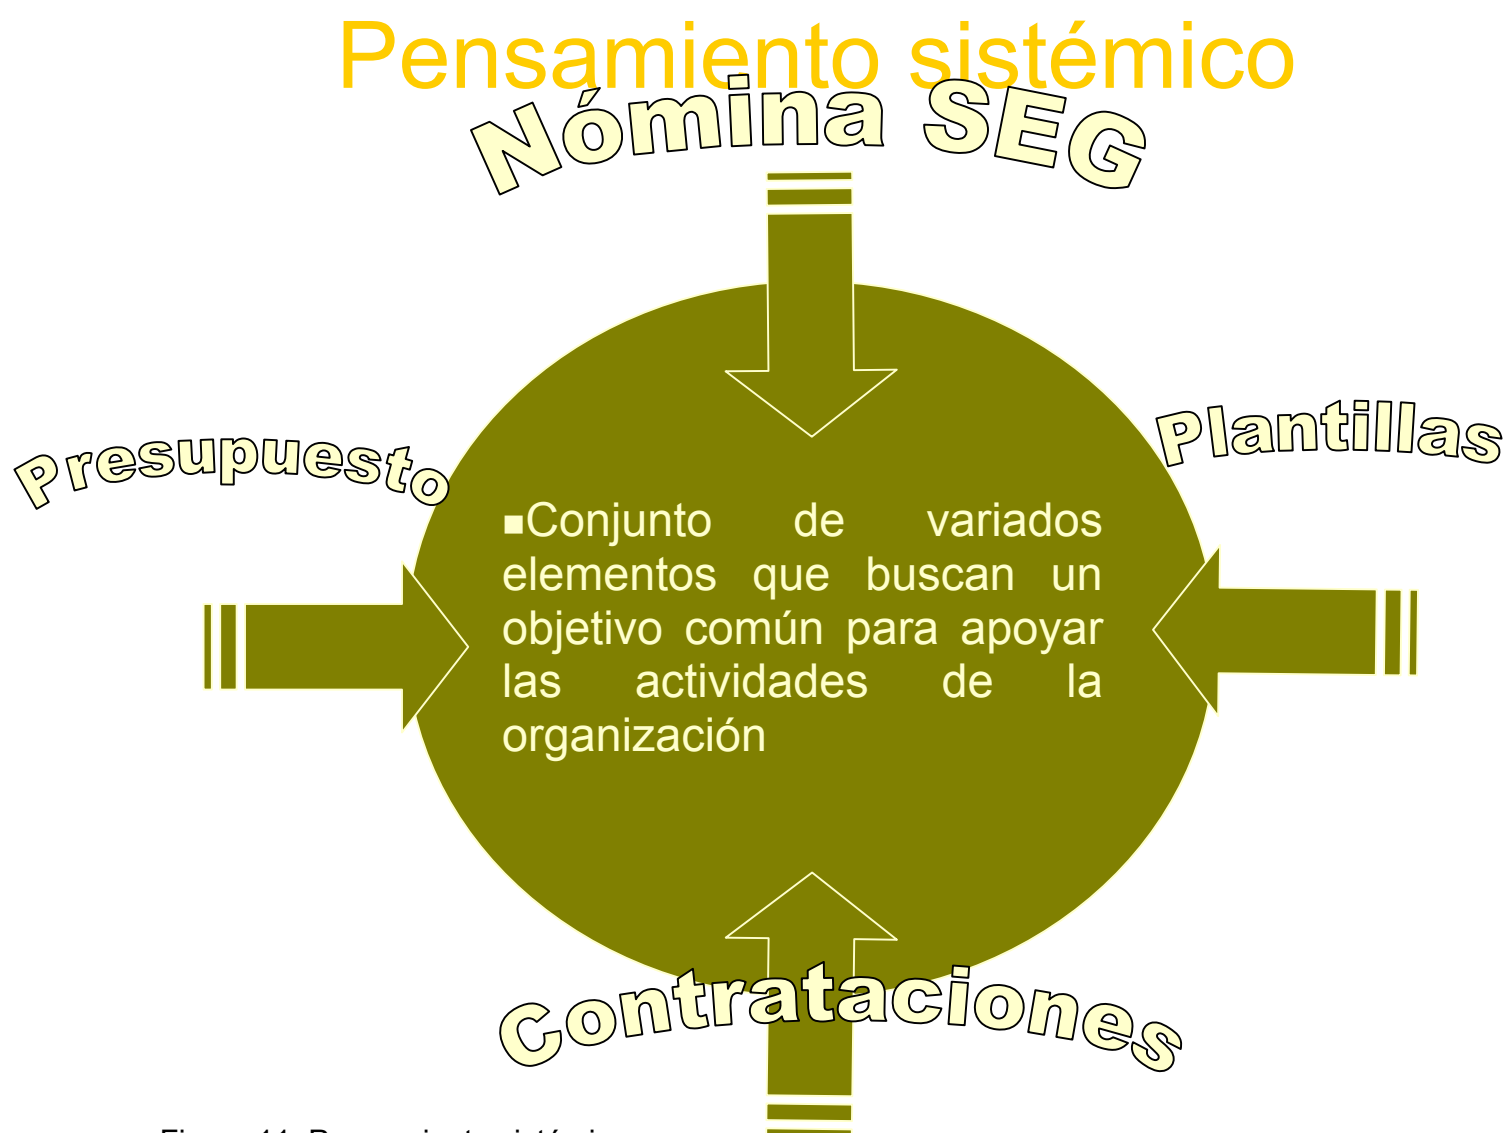 Pensamiento sistémico
Nómina SEG
Presupuesto
Plantillas
■Conjunto de variados
elementos que buscan un
objetivo común para apoyar
las actividades de la
organización
Contrataciones